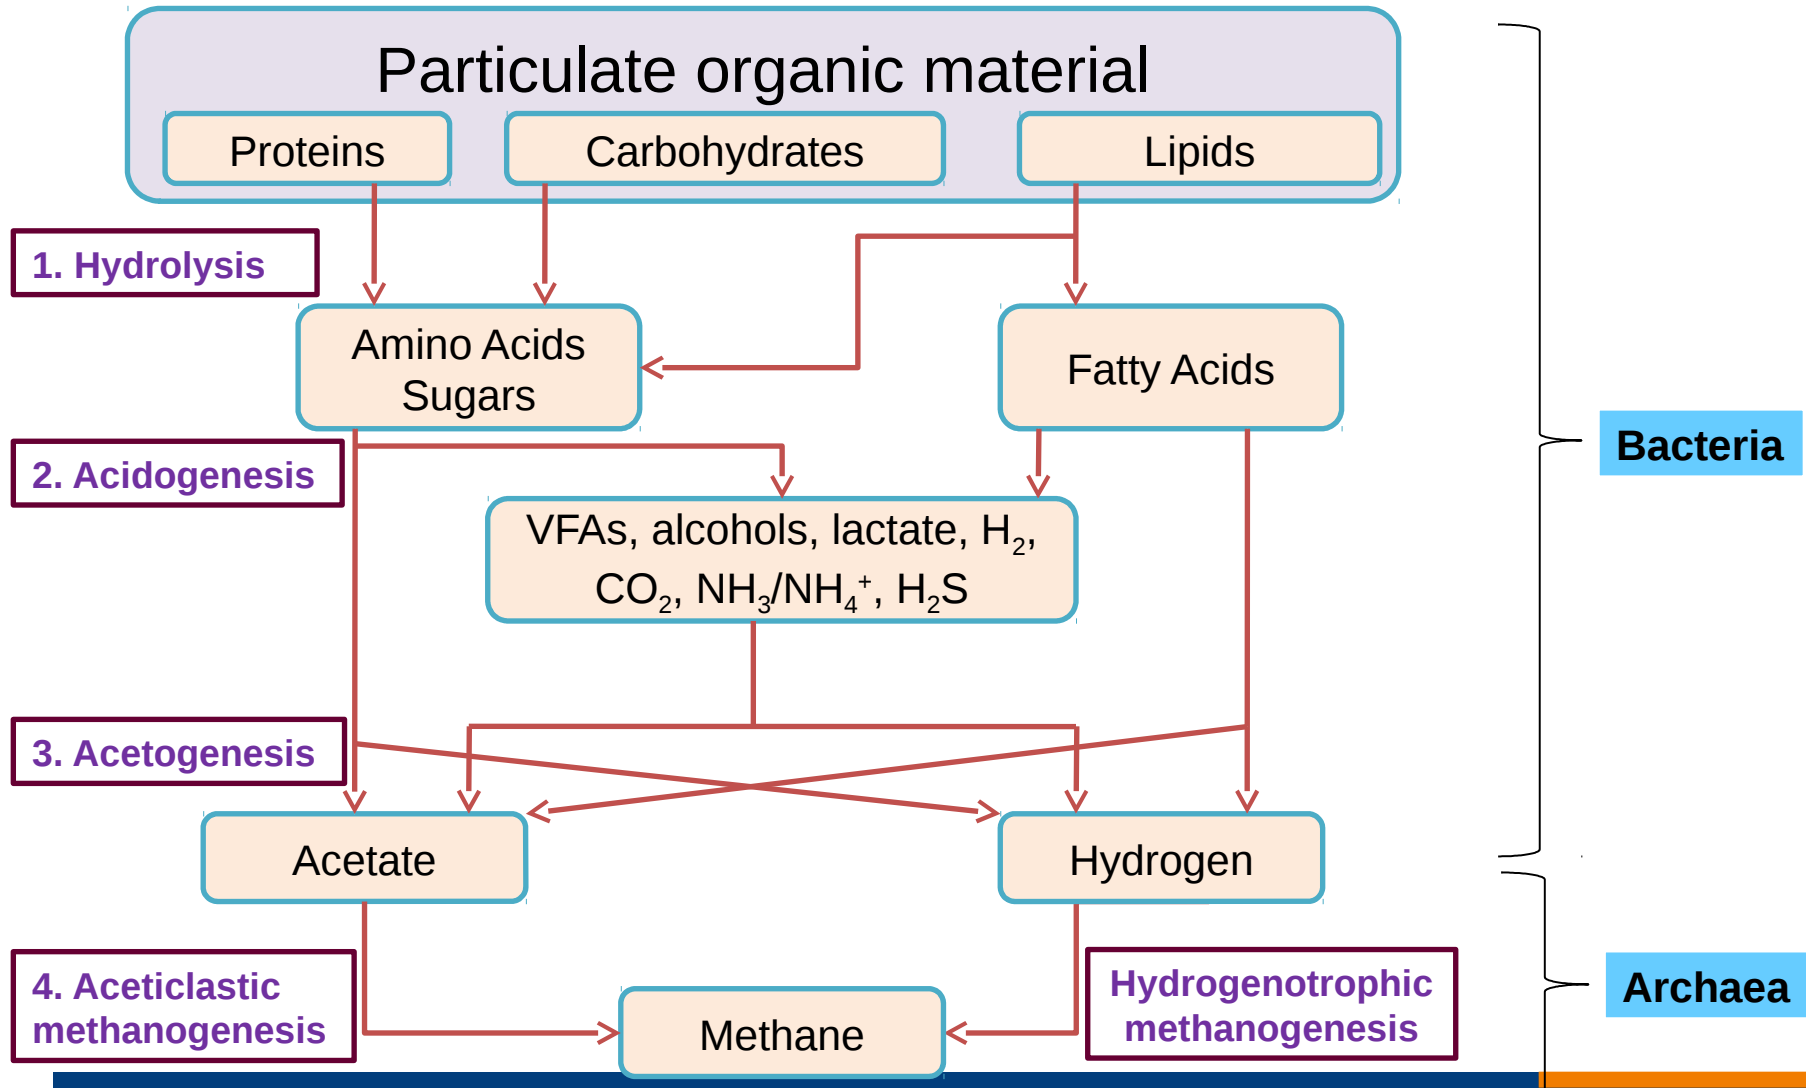 Particulate organic material
Proteins
Carbohydrates
Lipids
1. Hydrolysis
Amino Acids
Sugars
Fatty Acids
Bacteria
2. Acidogenesis
VFAs, alcohols, lactate, H₂,
CO₂, NH₃/NH₄⁺, H₂S
3. Acetogenesis
Acetate
Hydrogen
4. Aceticlastic
methanogenesis
Methane
Hydrogenotrophic
methanogenesis
Archaea